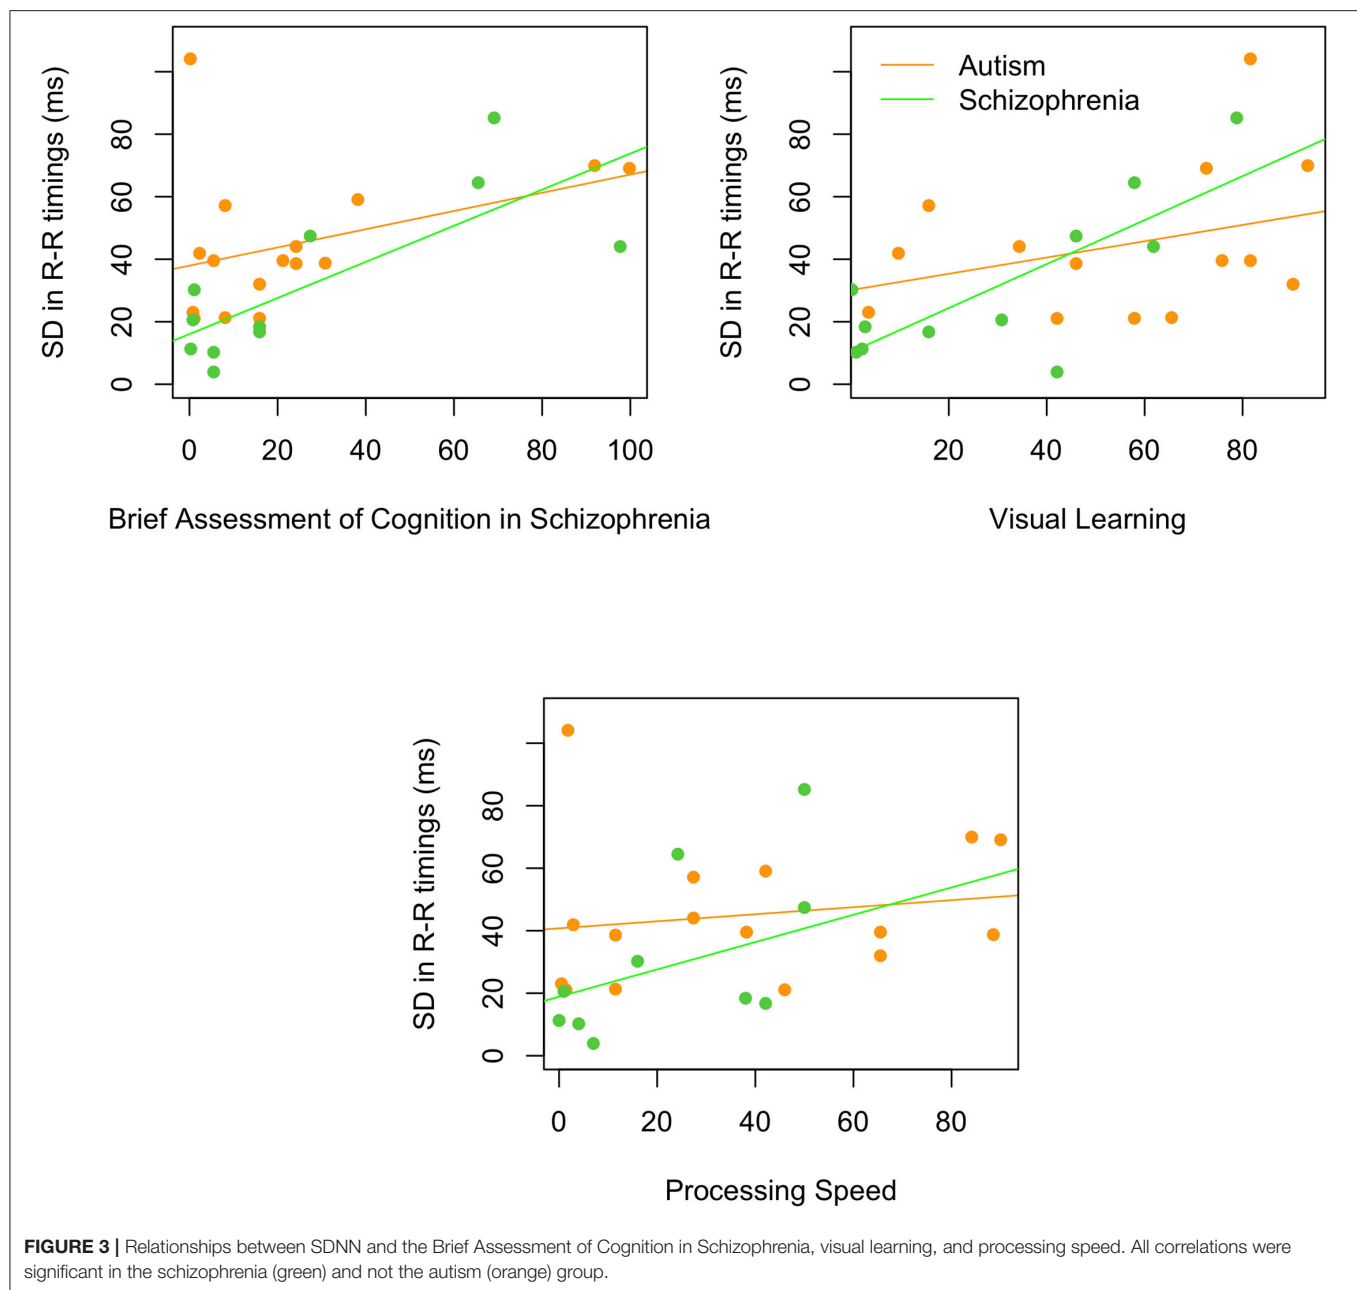 SD in R-R timings (ms)
0 20 40 60 80
0 20 40 60 80 100
Brief Assessment of Cognition in Schizophrenia
SD in R-R timings (ms)
0 20 40 60 80
Autism
Schizophrenia
20 40 60 80
Visual Learning
SD in R-R timings (ms)
0 20 40 60 80
0 20 40 60 80
Processing Speed
FIGURE 3 | Relationships between SDNN and the Brief Assessment of Cognition in Schizophrenia, visual learning, and processing speed. All correlations were
significant in the schizophrenia (green) and not the autism (orange) group.